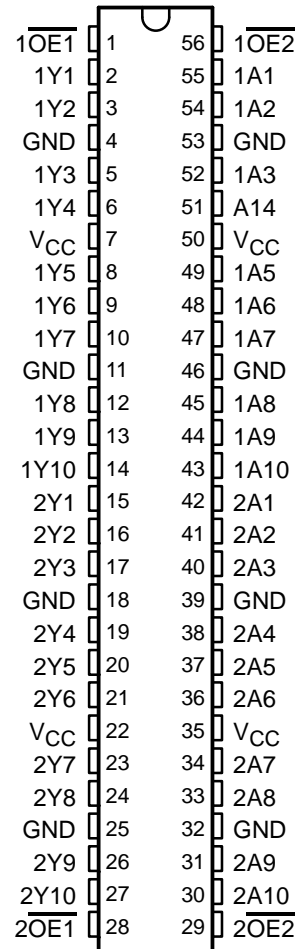 1OE1 1 56 1OE2
1Y1 2 55 1A1
1Y2 3 54 1A2
GND 4 53 GND
1Y3 5 52 1A3
1Y4 6 51 A14
VCC 7 50 VCC
1Y5 8 49 1A5
1Y6 9 48 1A6
1Y7 10 47 1A7
GND 11 46 GND
1Y8 12 45 1A8
1Y9 13 44 1A9
1Y10 14 43 1A10
2Y1 15 42 2A1
2Y2 16 41 2A2
2Y3 17 40 2A3
GND 18 39 GND
2Y4 19 38 2A4
2Y5 20 37 2A5
2Y6 21 36 2A6
VCC 22 35 VCC
2Y7 23 34 2A7
2Y8 24 33 2A8
GND 25 32 GND
2Y9 26 31 2A9
2Y10 27 30 2A10
2OE1 28 29 2OE2